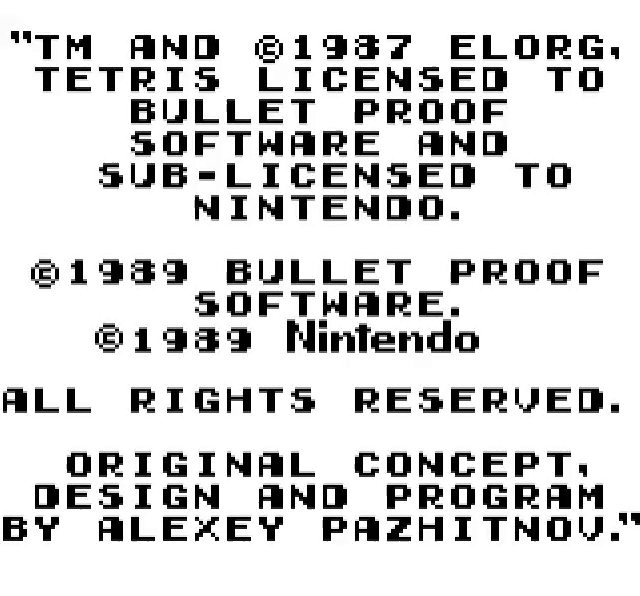 "TM AND ©1987 ELORG,
TETRIS LICENSED TO
BULLET PROOF
SOFTWARE AND
SUB-LICENSED TO
NINTENDO.
©1989 BULLET PROOF
SOFTWARE.
©1989 Nintendo
ALL RIGHTS RESERVED.
ORIGINAL CONCEPT,
DESIGN AND PROGRAM
BY ALEXEY PAZHITNOV."